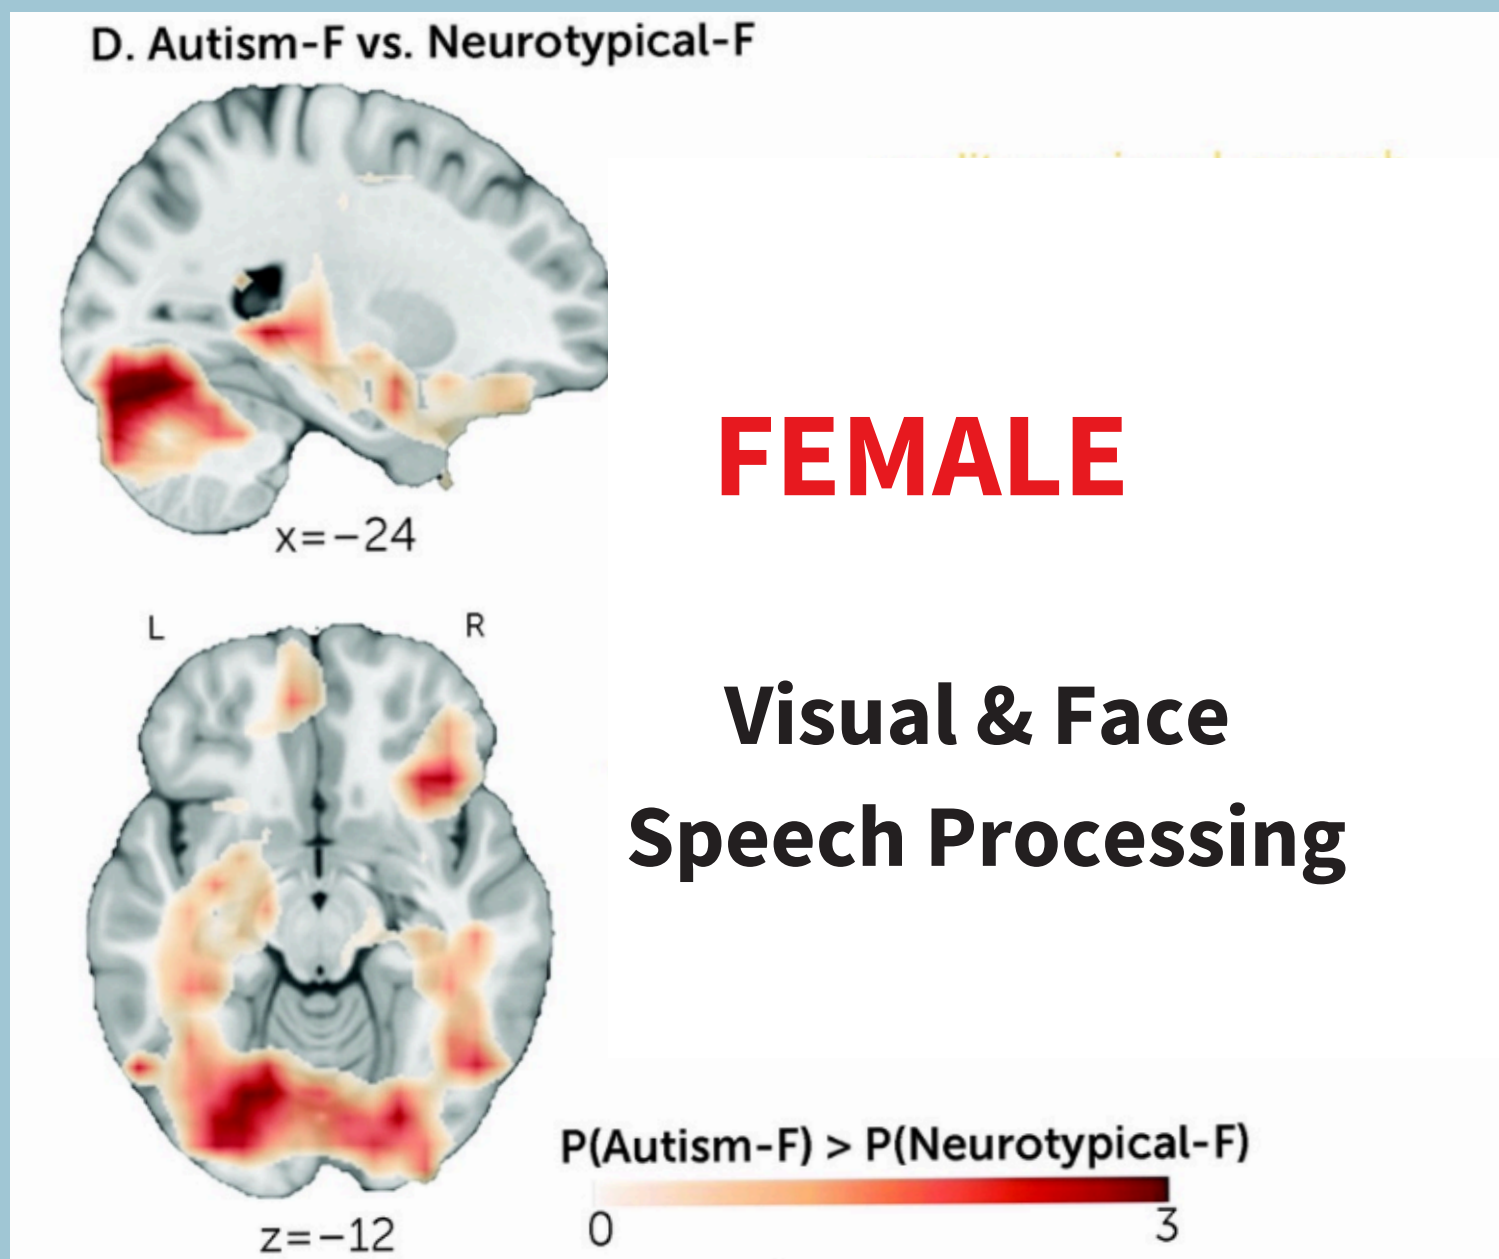 D. Autism-F vs. Neurotypical-F
x=−24
FEMALE
L R
Visual & Face
Speech Processing
P(Autism-F) > P(Neurotypical-F)
0 3
z=−12